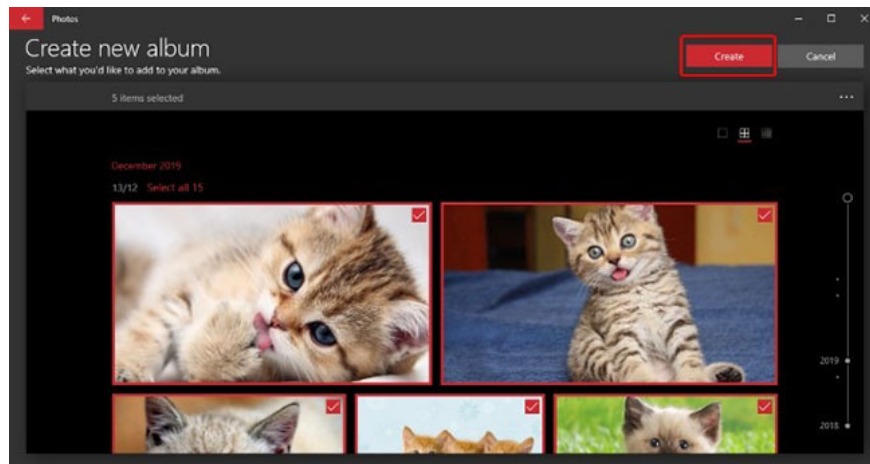 Photos
Create new album
Select what you'd like to add to your album.
Create
Cancel
5 items selected
December 2019
13/12 Select all 15
2019
2018